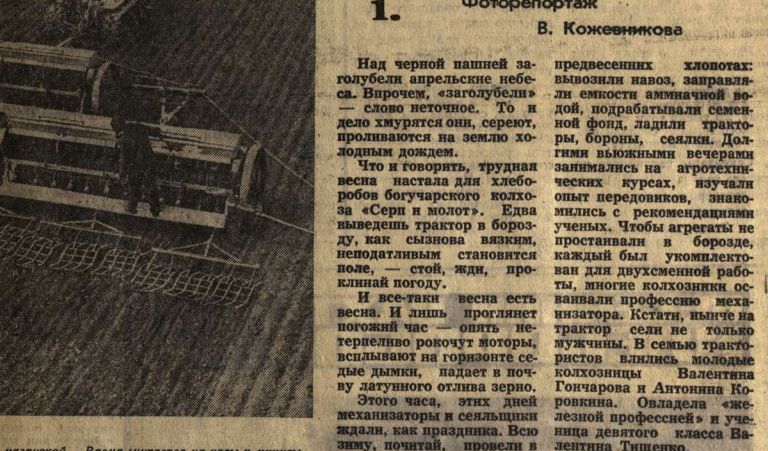 1.
Фоторепортаж
В. Кожевникова
Над черной пашней за-
голубели апрельские небе-
са. Впрочем, «заголубели»
— слово неточное. То и
дело хмурятся они, сереют,
проливаются на землю хо-
лодным дождем.
Что и говорить, трудная
весна настала для хлебо-
робов богучарского колхо-
за «Серп и молот». Едва
выведешь трактор в бороз-
ду, как сызнова вязким,
неподатливым становится
поле, — стой, жди, про-
клинай погоду.
И все-таки весна есть
весна. И лишь проглянет
погожий час — опять не-
терпеливо рокочут моторы,
всплывают на горизонте се-
дые дымки, падает в поч-
ву латунного отлива зерно.
Этого часа, этих дней
механизаторы и сеяльщики
ждали, как праздника. Всю
зиму, почитай, провели в
предвесенних хлопотах:
вывозили навоз, заправля-
ли емкости аммиачной во-
дой, подрабатывали семен-
ной фонд, ладили тракто-
ры, бороны, сеялки. Дол-
гими вьюжными вечерами
занимались на агротехни-
ческих курсах, изучали
опыт передовиков, знако-
мились с рекомендациями
ученых. Чтобы агрегаты не
простаивали в борозде,
каждый был укомплекто-
ван для двухсменной рабо-
ты, многие колхозники ос-
ваивали профессию меха-
низатора. Кстати, нынче на
трактор сели не только
мужчины. В семью тракто-
ристов влились молодые
колхозницы Валентина
Гончарова и Антонина Ко-
ровкина. Овладела «же-
лезной профессией» и уче-
ница девятого класса Ва-
лентина Тищенко.